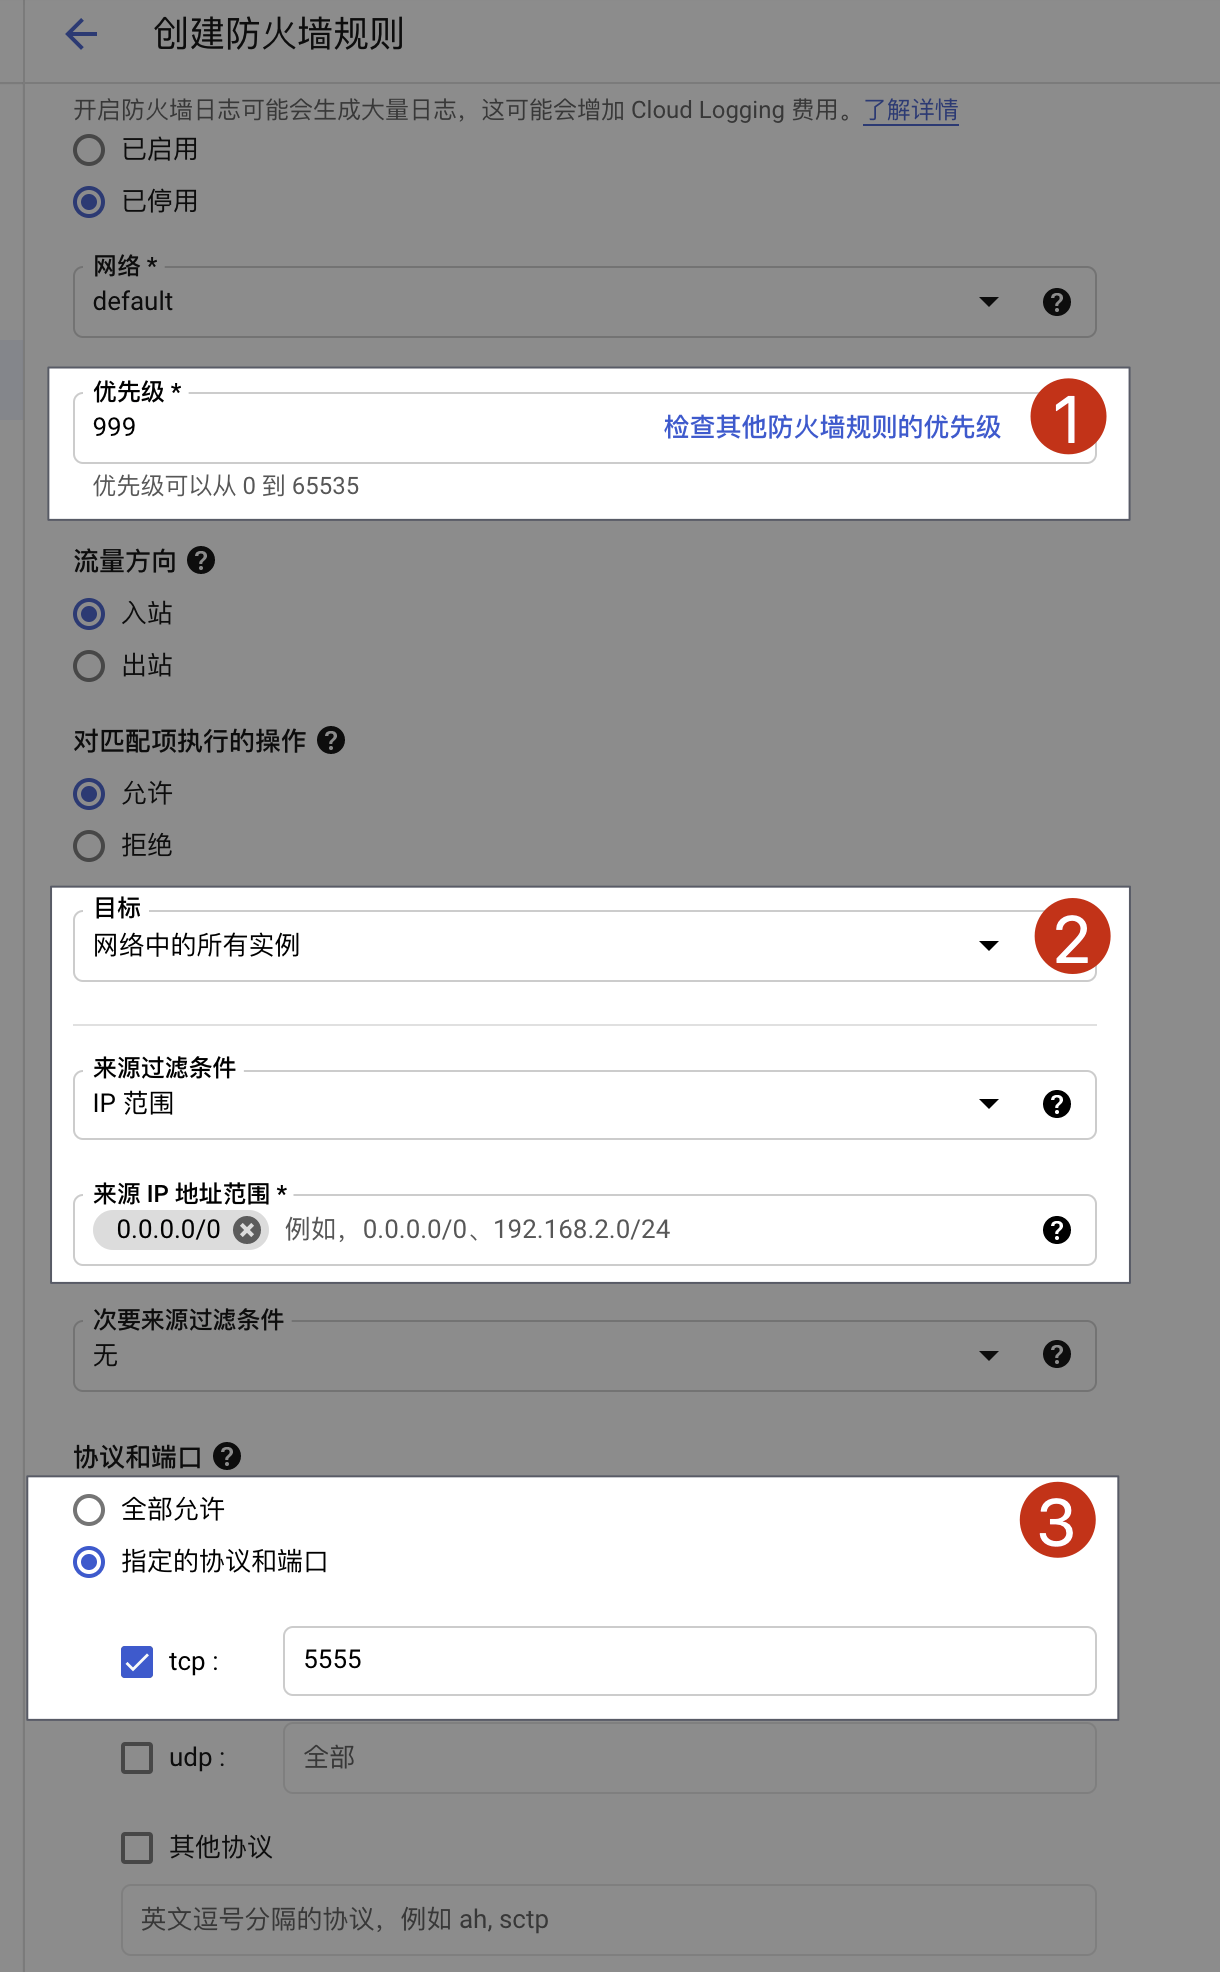 创建防火墙规则
开启防火墙日志可能会生成大量日志，这可能会增加 Cloud Logging 费用。了解详情
已启用
已停用
网络 *
default
优先级 *
999
检查其他防火墙规则的优先级
1
优先级可以从 0 到 65535
流量方向
入站
出站
对匹配项执行的操作
允许
拒绝
目标
网络中的所有实例
2
来源过滤条件
IP 范围
来源 IP 地址范围 *
0.0.0.0/0 例如，0.0.0.0/0、192.168.2.0/24
次要来源过滤条件
无
协议和端口
全部允许
3
指定的协议和端口
tcp : 5555
udp : 全部
其他协议
英文逗号分隔的协议，例如 ah, sctp